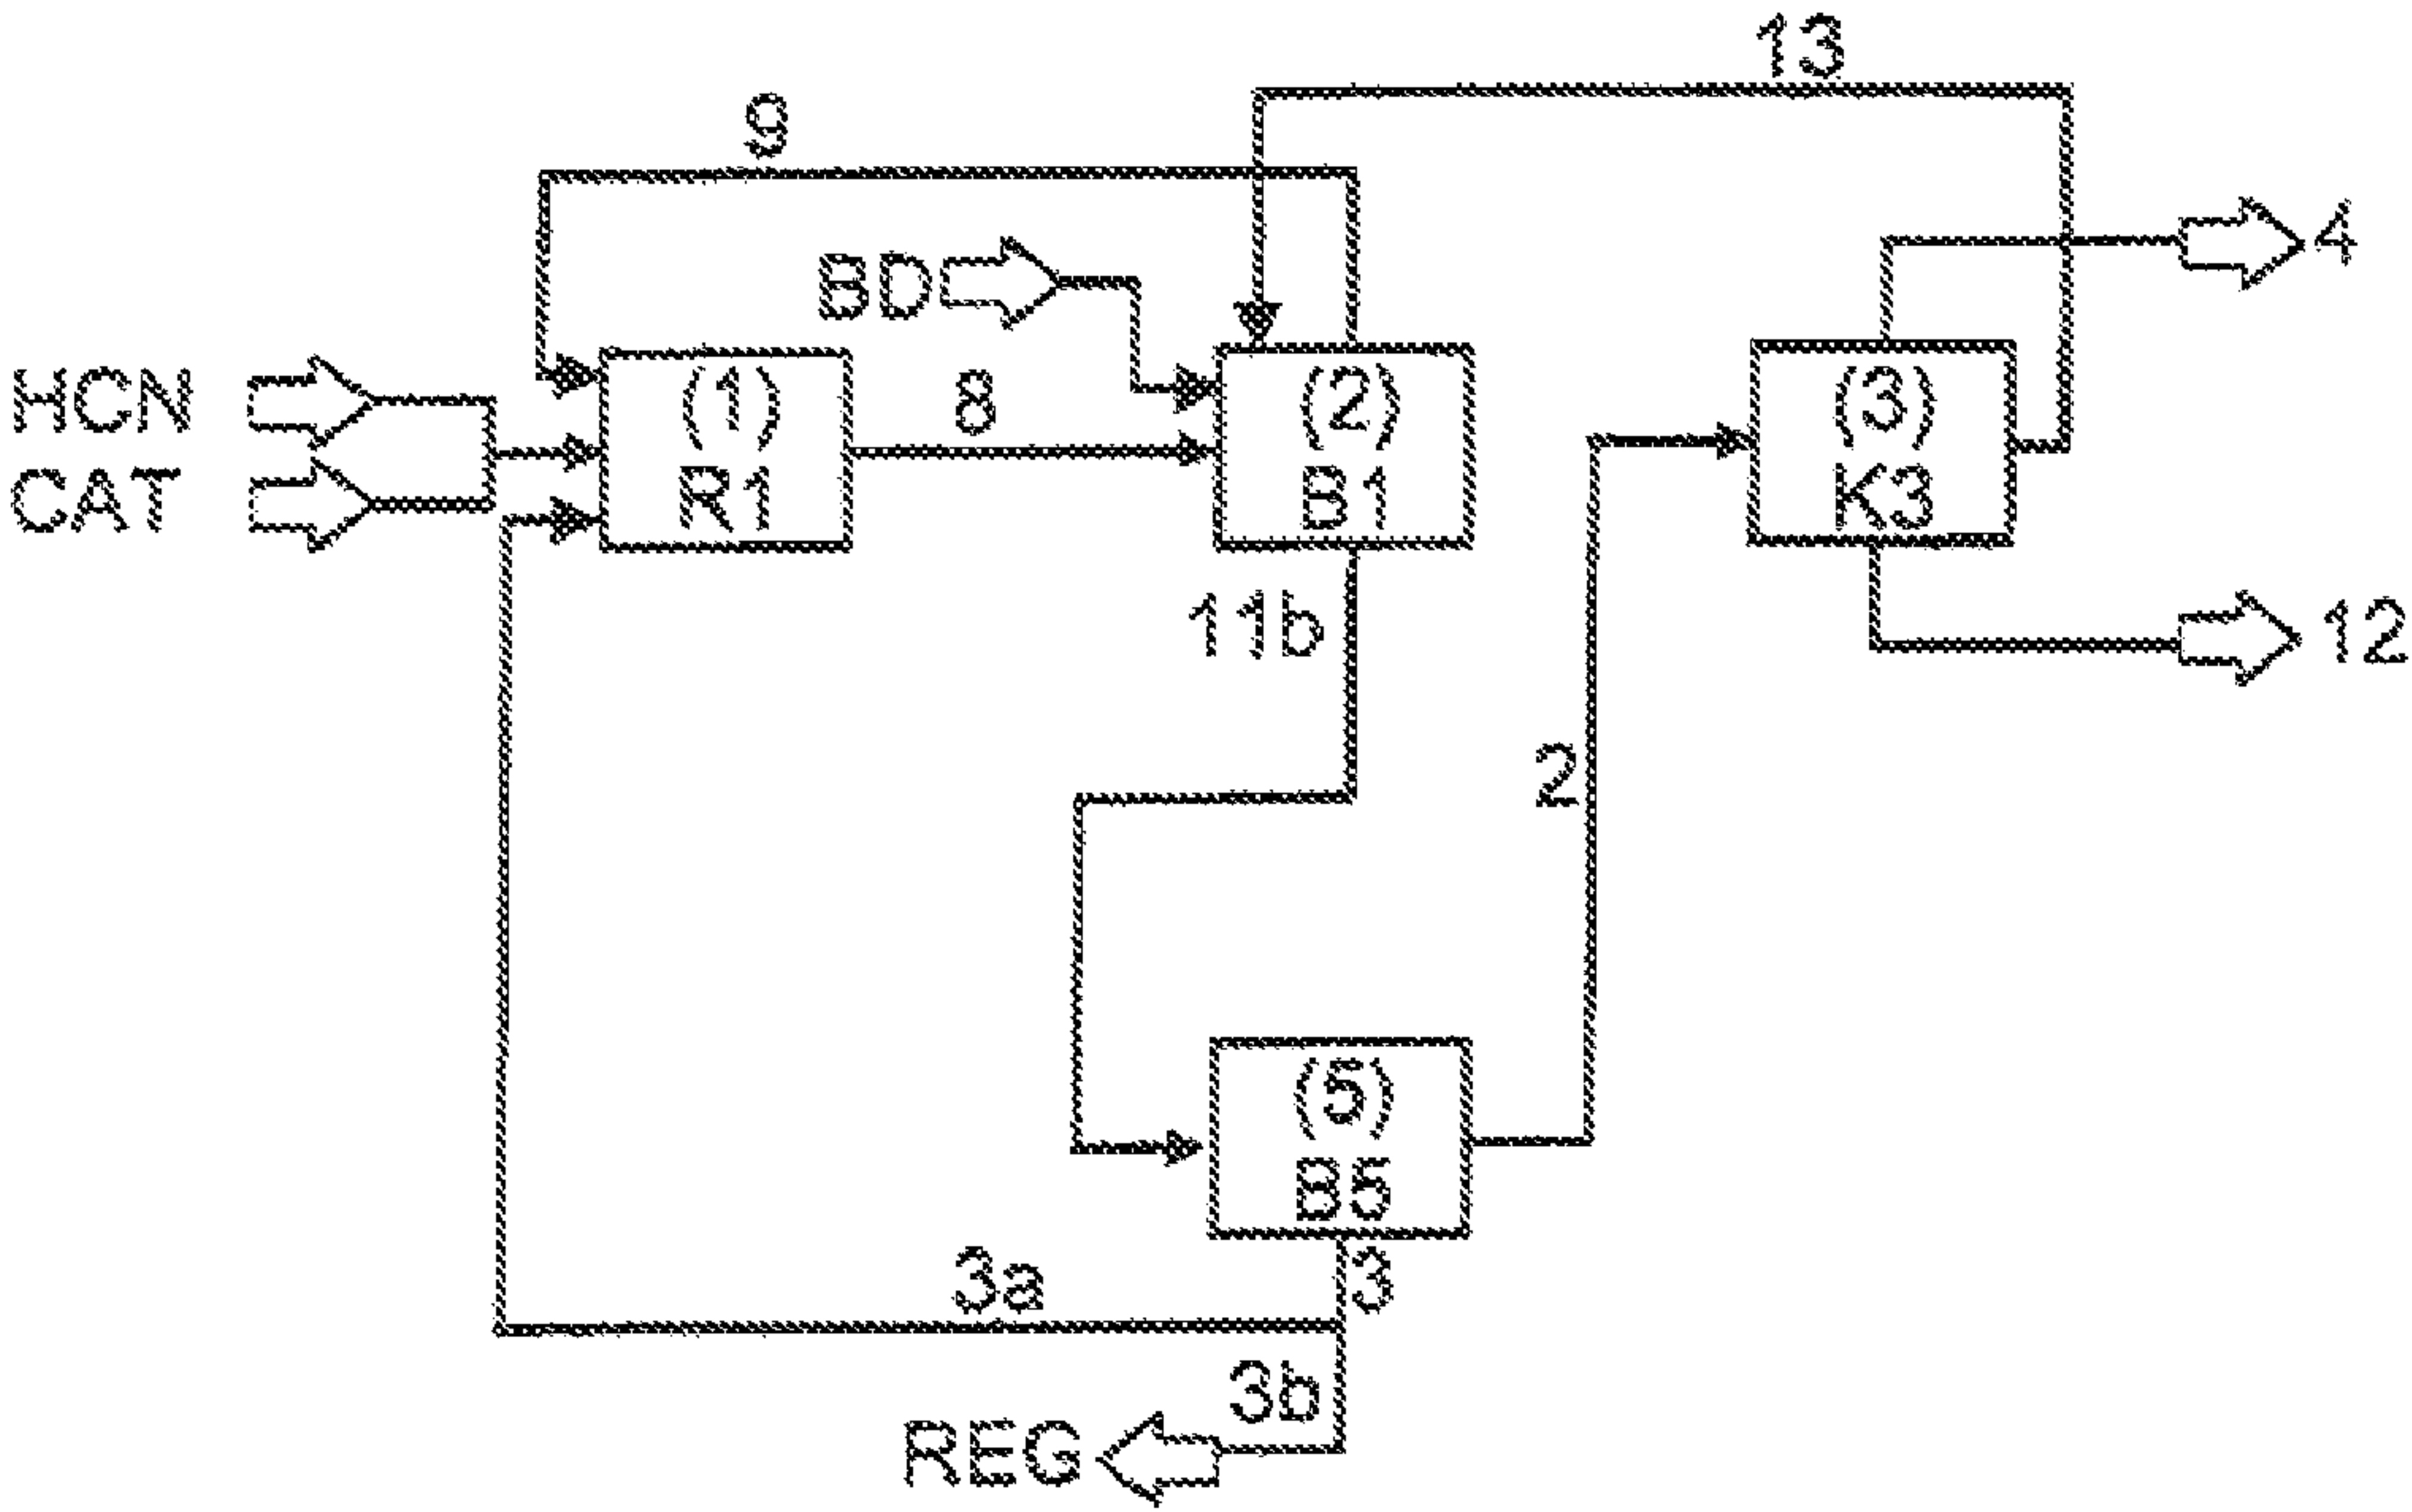 13
9
4
BD
HCN
(1)
8
(2)
(3)
CAT
R1
B1
K3
11b
12
2
(5)
B5
3a
3
3b
REG